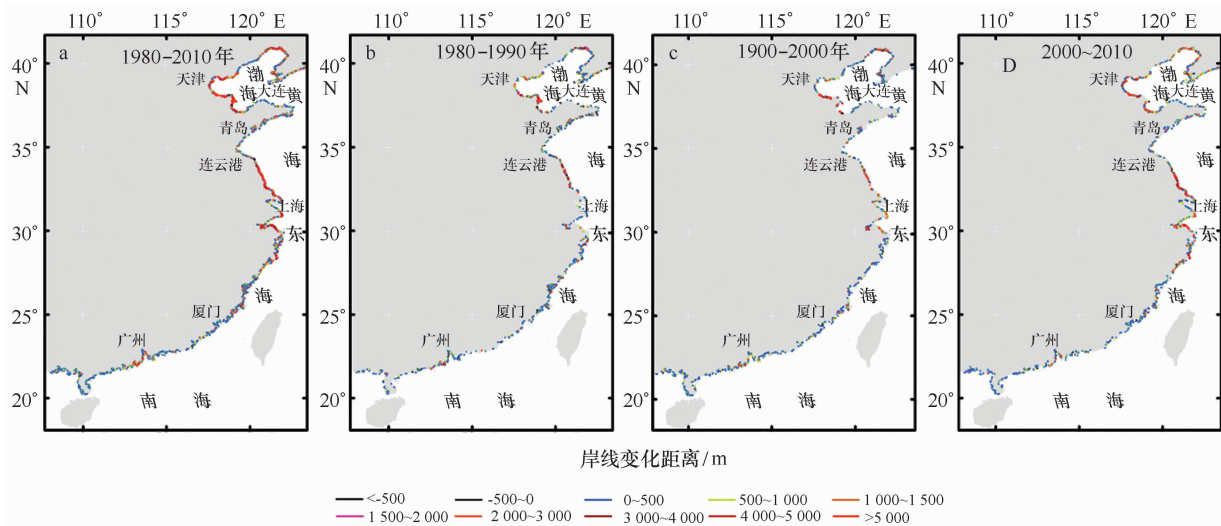 110° 115° 120° E 110° 115° 120° E 110° 115° 120° E 110° 115° 120° E
a 1980-2010年 b 1980-1990年 c 1900-2000年 D 2000~2010
40° 40° 40° 40°
N N N N
天津 渤 海 大连 黄 天津 渤 海 大连 黄 天津 渤 海 大连 黄 天津 渤 海 大连 黄
青岛 青岛 青岛 青岛
35° 35° 35° 35°
连云港 海 连云港 海 连云港 海 连云港 海
上海 上海 上海 上海
30° 东 30° 东 30° 东 30° 东
海 海 海 海
25° 厦门 25° 厦门 25° 厦门 25° 厦门
广州 广州 广州 广州
20° 南 海 20° 南 海 20° 南 海 20° 南 海
岸线变化距离/m
<-500 -500~0 0~500 500~1 000 1 000~1 500
1 500~2 000 2 000~3 000 3 000~4 000 4 000~5 000 >5 000